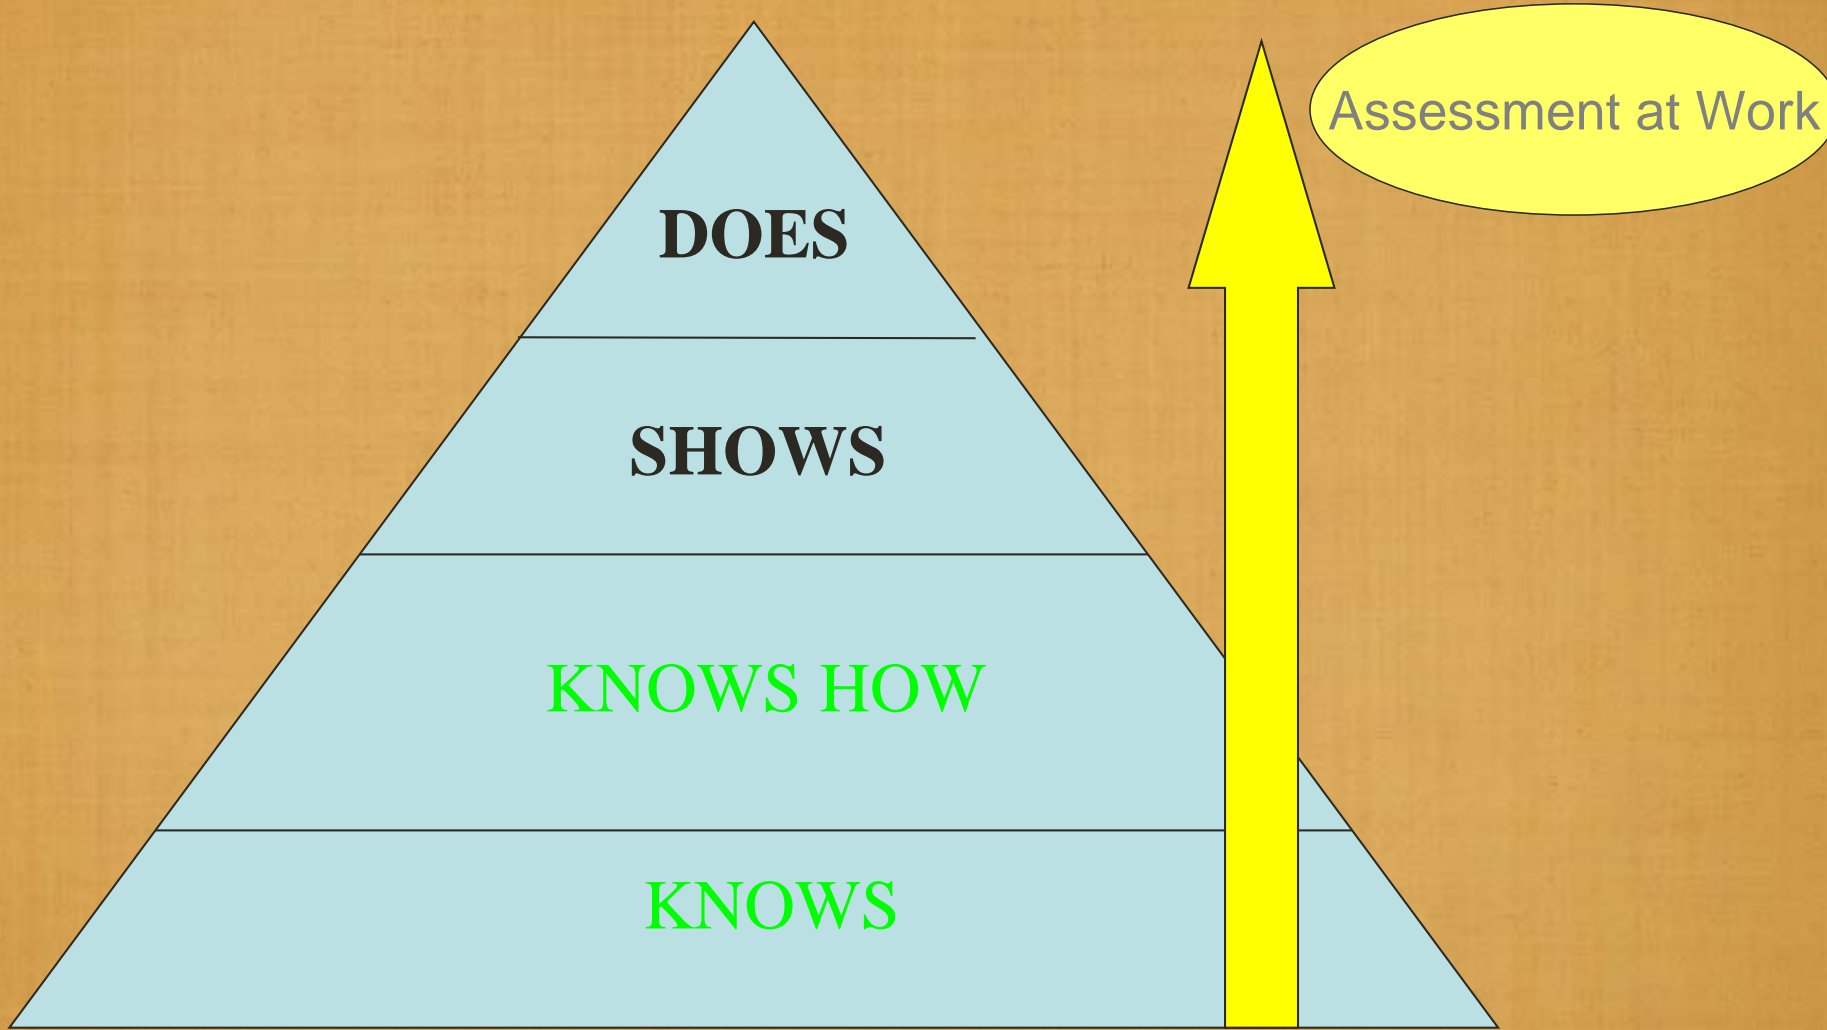 Assessment at Work
DOES
SHOWS
KNOWS HOW
KNOWS